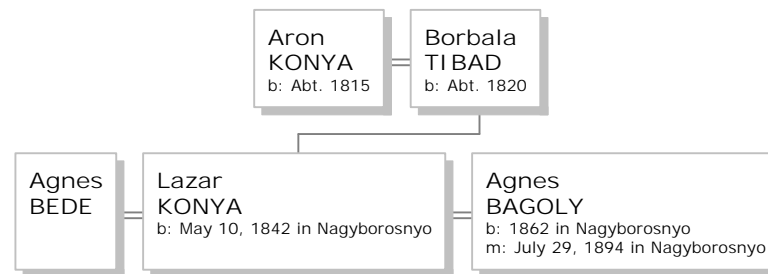 Aron
KONYA
b: Abt. 1815
Borbala
TIBAD
b: Abt. 1820
Agnes
BEDE
Lazar
KONYA
b: May 10, 1842 in Nagyborosnyo
Agnes
BAGOLY
b: 1862 in Nagyborosnyo
m: July 29, 1894 in Nagyborosnyo